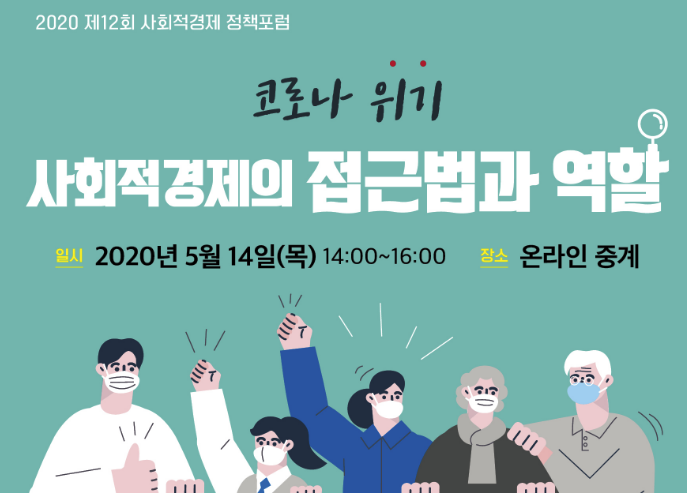 2020 제12회 사회적경제 정책포럼
코로나 위기
사회적경제의 접근법과 역할
일시 2020년 5월 14일(목) 14:00~16:00 장소 온라인 중계